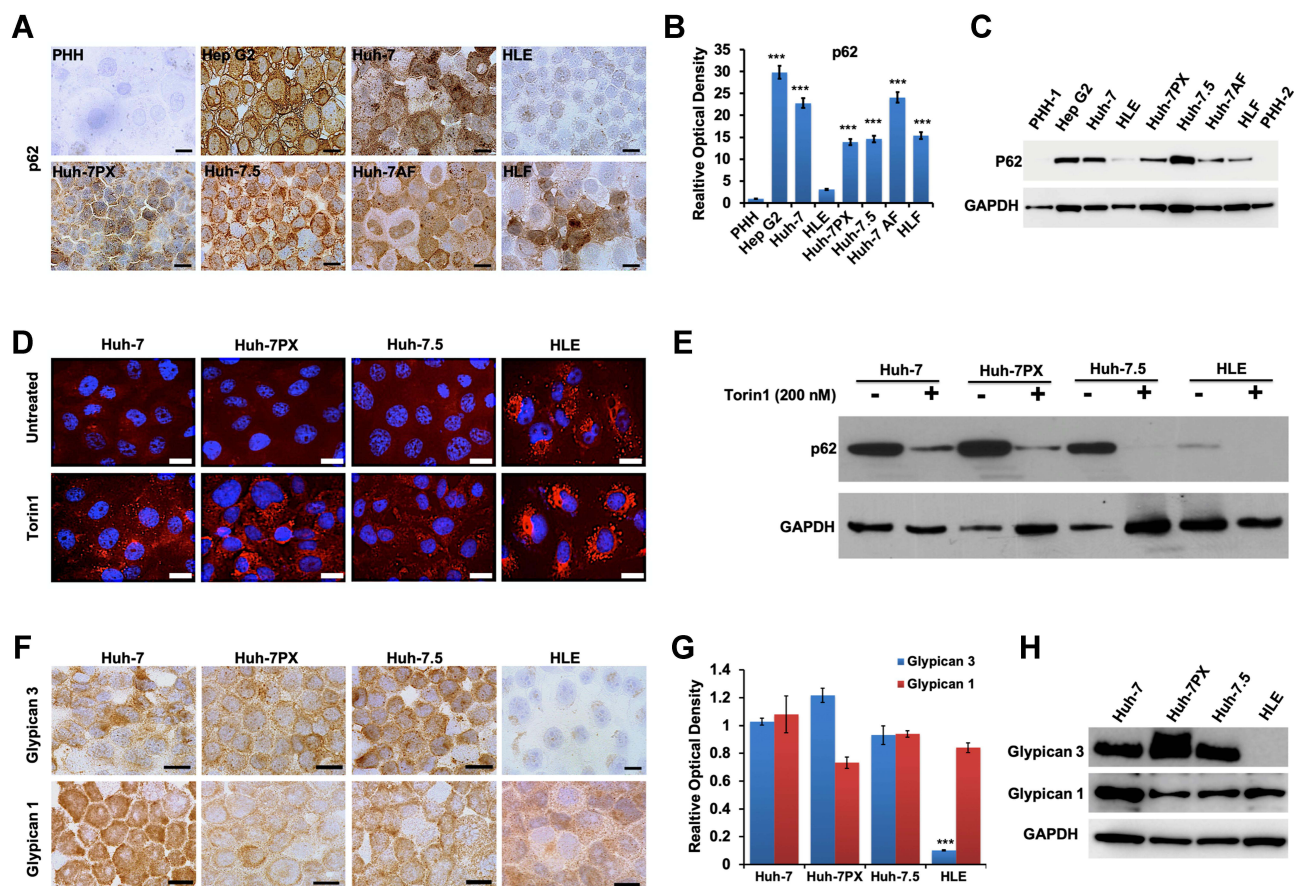 A
PHH
Hep G2
Huh-7
HLE
p62
Huh-7PX
Huh-7.5
Huh-7AF
HLF
B
p62
Realtive Optical Density
35
30
25
20
15
10
5
0
***
***
***
***
***
***
PHH
Hep G2
Huh-7
HLE
Huh-7PX
Huh-7.5
Huh-7 AF
HLF
C
PHH-1
Hep G2
Huh-7
HLE
Huh-7PX
Huh-7.5
Huh-7AF
HLF
PHH-2
P62
GAPDH
D
Huh-7
Huh-7PX
Huh-7.5
HLE
Untreated
Torin1
E
Huh-7
Huh-7PX
Huh-7.5
HLE
Torin1 (200 nM)
- + - + - + - +
p62
GAPDH
F
Huh-7
Huh-7PX
Huh-7.5
HLE
Glypican 3
Glypican 1
G
Glypican 3
Glypican 1
Realtive Optical Density
1.4
1.2
1
0.8
0.6
0.4
0.2
0
***
Huh-7
Huh-7PX
Huh-7.5
HLE
H
Huh-7
Huh-7PX
Huh-7.5
HLE
Glypican 3
Glypican 1
GAPDH